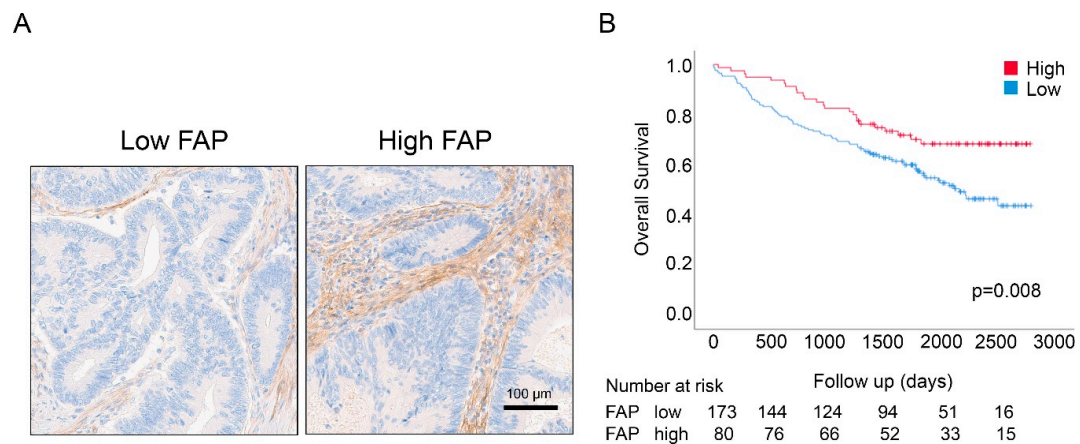 A
Low FAP
High FAP
100 µm
B
High
Low
Overall Survival
1.0
0.8
0.6
0.4
0.2
0.0
p=0.008
0 500 1000 1500 2000 2500 3000
Number at risk
Follow up (days)
FAP low 173 144 124 94 51 16
FAP high 80 76 66 52 33 15